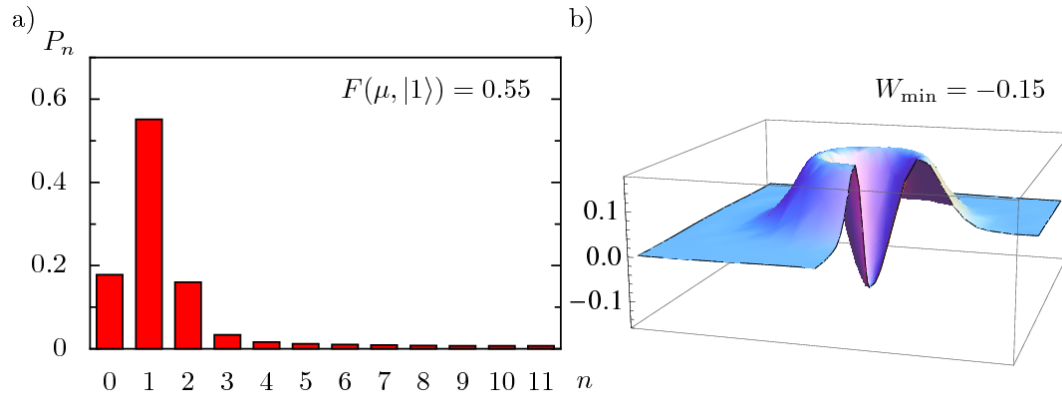 a)
P_n
F(μ, |1⟩) = 0.55
0.6
0.4
0.2
0
0 1 2 3 4 5 6 7 8 9 10 11 n
b)
W_min = −0.15
0.1
0.0
−0.1